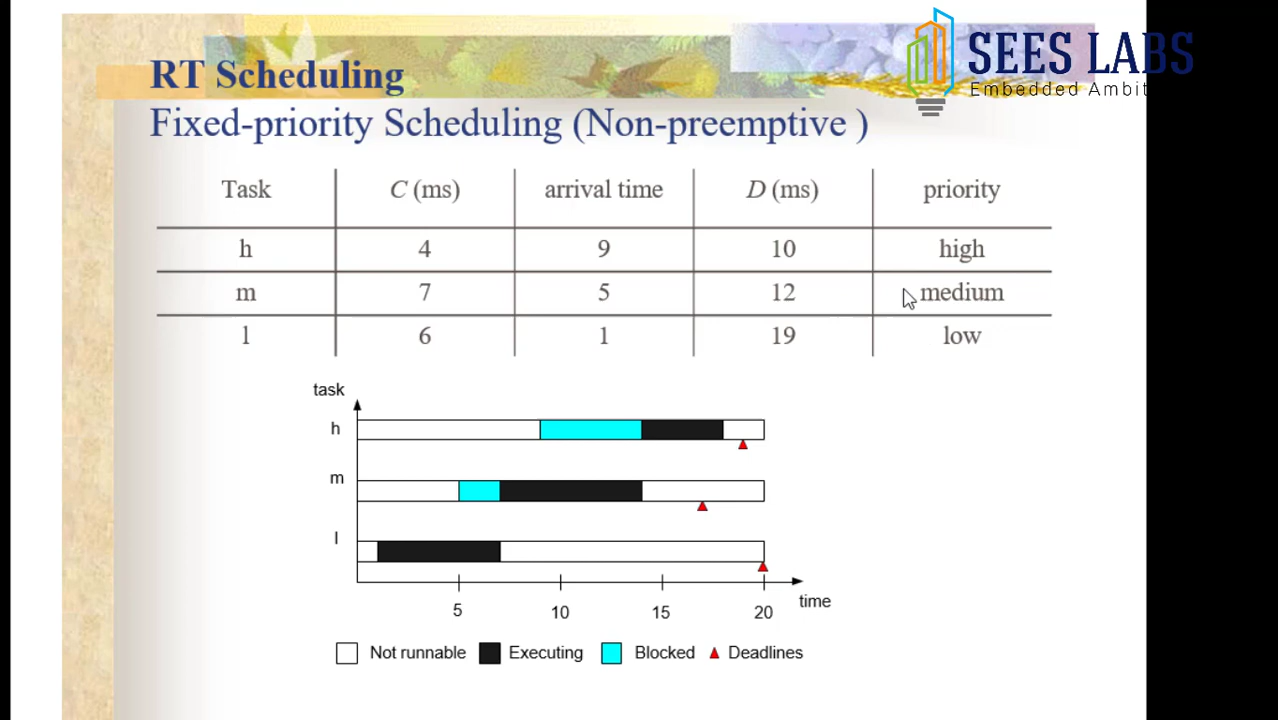 SEES LABS
Embedded Ambit
RT Scheduling
Fixed-priority Scheduling (Non-preemptive )
Task C (ms) arrival time D (ms) priority
h 4 9 10 high
m 7 5 12 medium
l 6 1 19 low
task
h
m
l
5 10 15 20
time
Not runnable Executing Blocked Deadlines